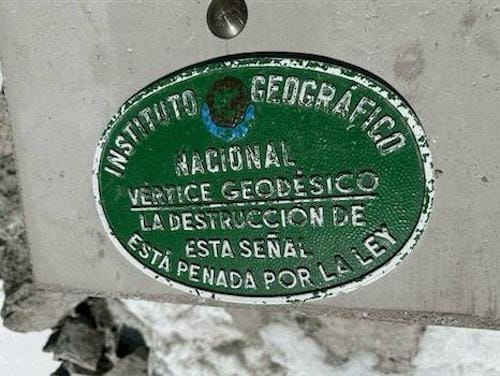 INSTITUTO GEOGRÁFICO
NACIONAL
VÉRTICE GEODÉSICO
LA DESTRUCCIÓN DE
ESTA SEÑAL
ESTÁ PENADA POR LA LEY